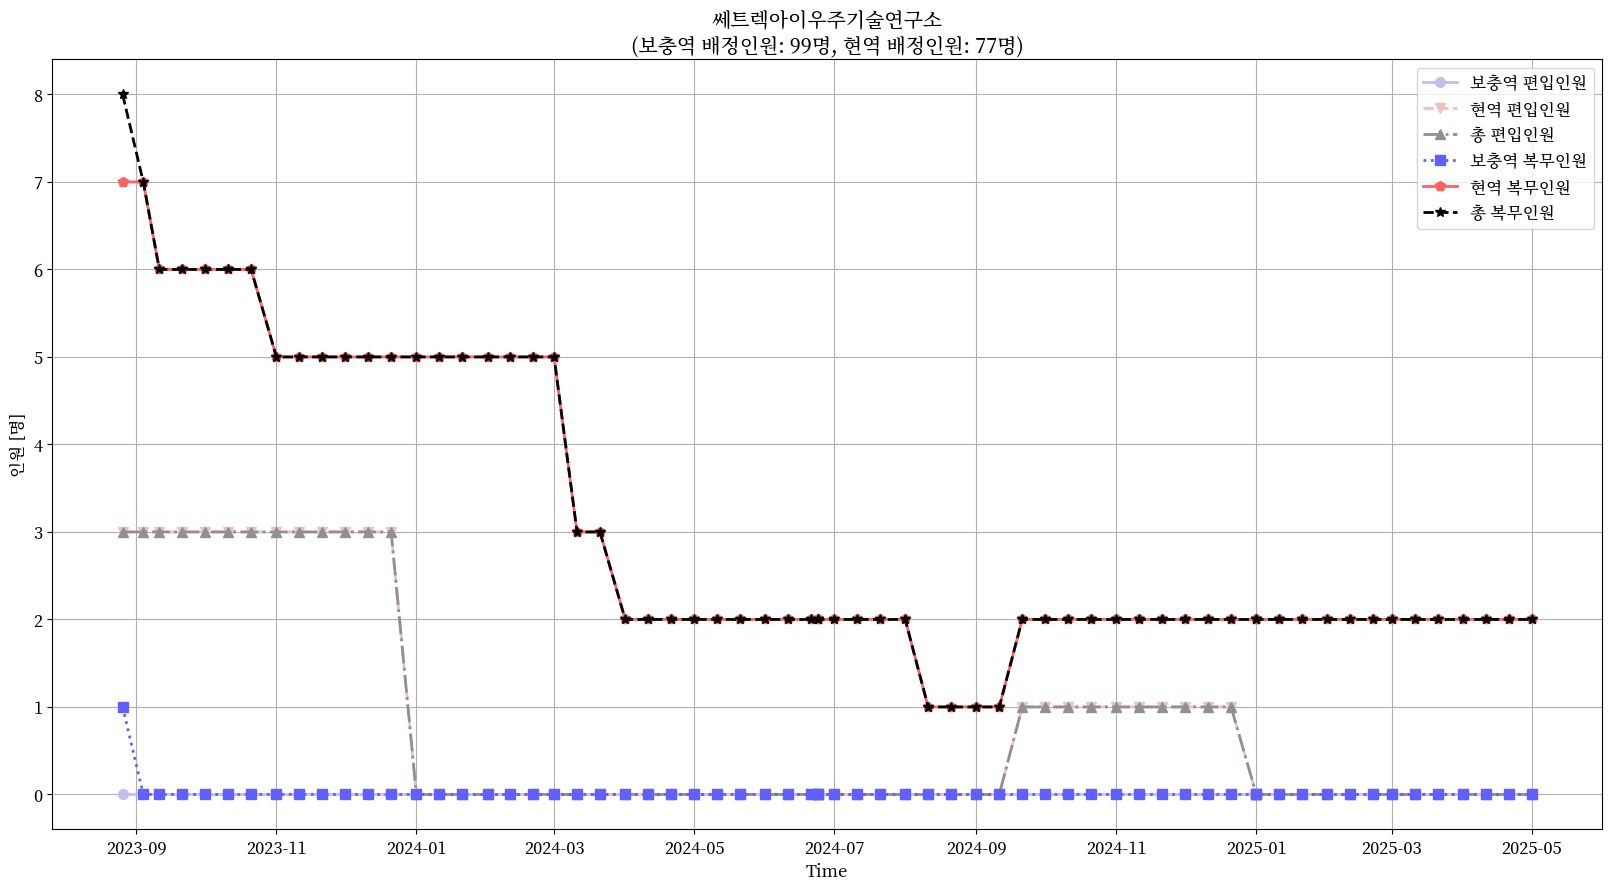 쎄트렉아이우주기술연구소
(보충역 배정인원: 99명, 현역 배정인원: 77명)
보충역 편입인원
현역 편입인원
총 편입인원
보충역 복무인원
현역 복무인원
총 복무인원
인원 [명]
8
7
6
5
4
3
2
1
0
2023-09 2023-11 2024-01 2024-03 2024-05 2024-07 2024-09 2024-11 2025-01 2025-03 2025-05
Time